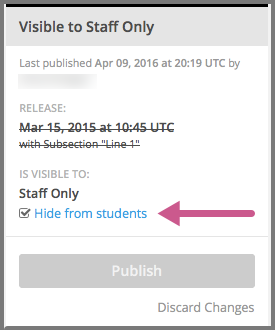 Visible to Staff Only
Last published Apr 09, 2016 at 20:19 UTC by
RELEASE:
Mar 15, 2015 at 10:45 UTC
with Subsection "Line 1"
IS VISIBLE TO:
Staff Only
Hide from students
Publish
Discard Changes